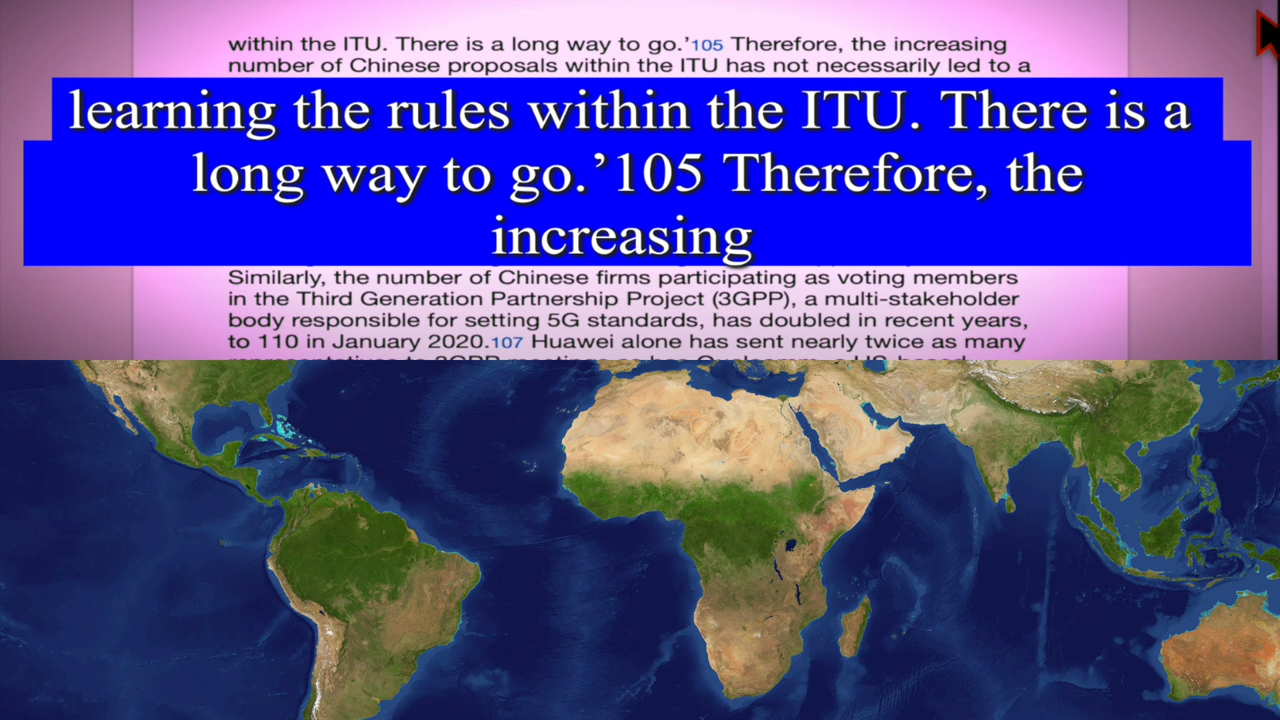 within the ITU. There is a long way to go.’105 Therefore, the increasing
number of Chinese proposals within the ITU has not necessarily led to a
learning the rules within the ITU. There is a
long way to go.’105 Therefore, the
increasing
Similarly, the number of Chinese firms participating as voting members
in the Third Generation Partnership Project (3GPP), a multi-stakeholder
body responsible for setting 5G standards, has doubled in recent years,
to 110 in January 2020.107 Huawei alone has sent nearly twice as many